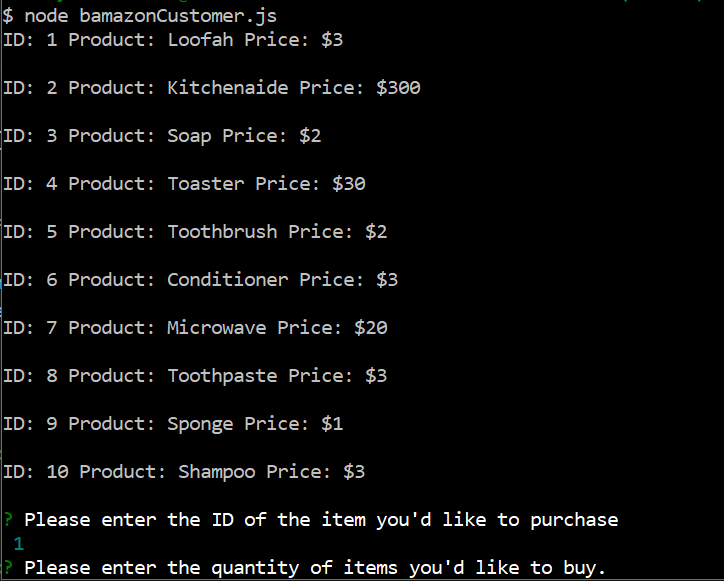 $ node bamazonCustomer.js
ID: 1 Product: Loofah Price: $3
ID: 2 Product: Kitchenaide Price: $300
ID: 3 Product: Soap Price: $2
ID: 4 Product: Toaster Price: $30
ID: 5 Product: Toothbrush Price: $2
ID: 6 Product: Conditioner Price: $3
ID: 7 Product: Microwave Price: $20
ID: 8 Product: Toothpaste Price: $3
ID: 9 Product: Sponge Price: $1
ID: 10 Product: Shampoo Price: $3
? Please enter the ID of the item you'd like to purchase
1
? Please enter the quantity of items you'd like to buy.